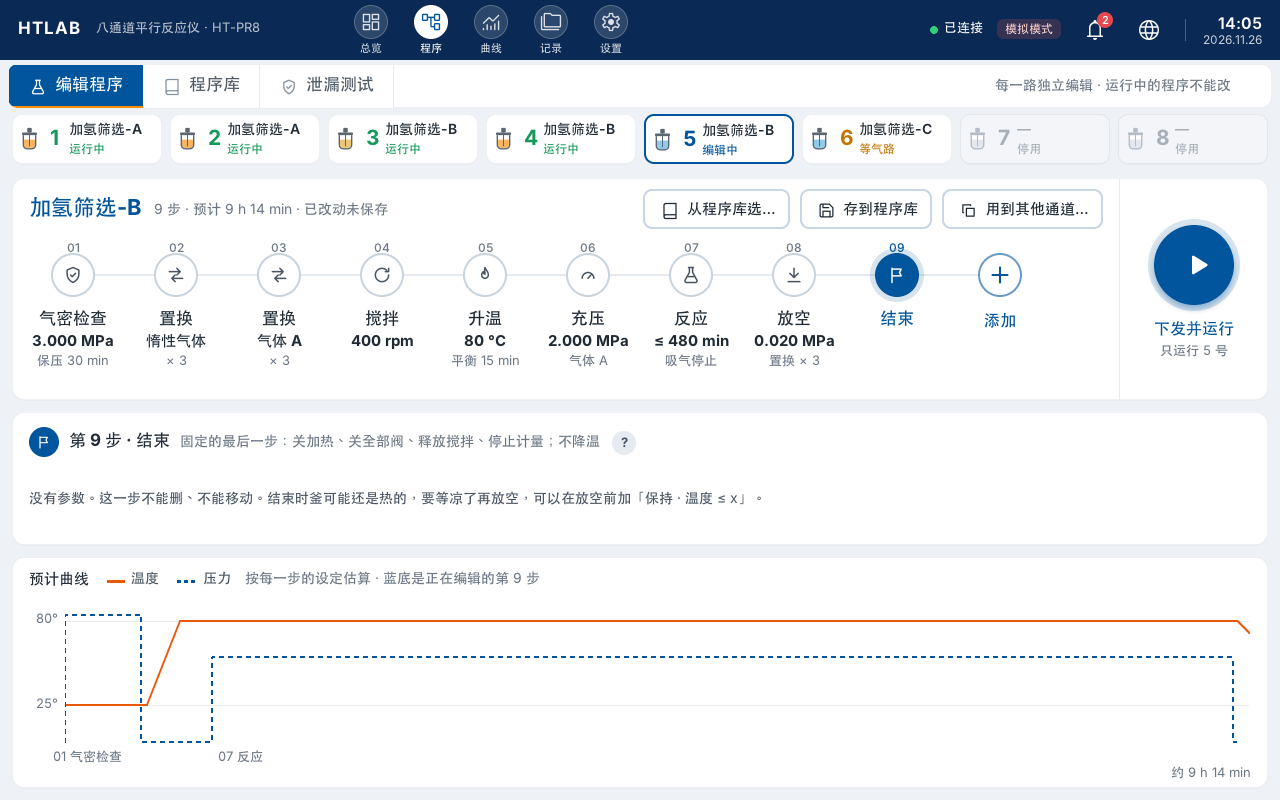 HTLAB 八通道平行反应仪 · HT-PR8
总览 程序 曲线 记录 设置
已连接 模拟模式 2 14:05
2026.11.26
编辑程序 程序库 泄漏测试 每一路独立编辑 · 运行中的程序不能改
1 加氢筛选-A 运行中
2 加氢筛选-A 运行中
3 加氢筛选-B 运行中
4 加氢筛选-B 运行中
5 加氢筛选-B 编辑中
6 加氢筛选-C 等气路
7 — 停用
8 — 停用
加氢筛选-B 9 步 · 预计 9 h 14 min · 已改动未保存 从程序库选... 存到程序库 用到其他通道...
01 02 03 04 05 06 07 08 09
气密检查 置换 置换 搅拌 升温 充压 反应 放空 结束 添加
3.000 MPa 惰性气体 气体 A 400 rpm 80 °C 2.000 MPa ≤ 480 min 0.020 MPa
保压 30 min × 3 × 3 平衡 15 min 气体 A 吸气停止 置换 × 3
下发并运行
只运行 5 号
第 9 步 · 结束 固定的最后一步：关加热、关全部阀、释放搅拌、停止计量；不降温 ?
没有参数。这一步不能删、不能移动。结束时釜可能还是热的，要等凉了再放空，可以在放空前加「保持 · 温度 ≤ x」。
预计曲线 温度 压力 按每一步的设定估算 · 蓝底是正在编辑的第 9 步
80°
25°
01 气密检查 07 反应
约 9 h 14 min